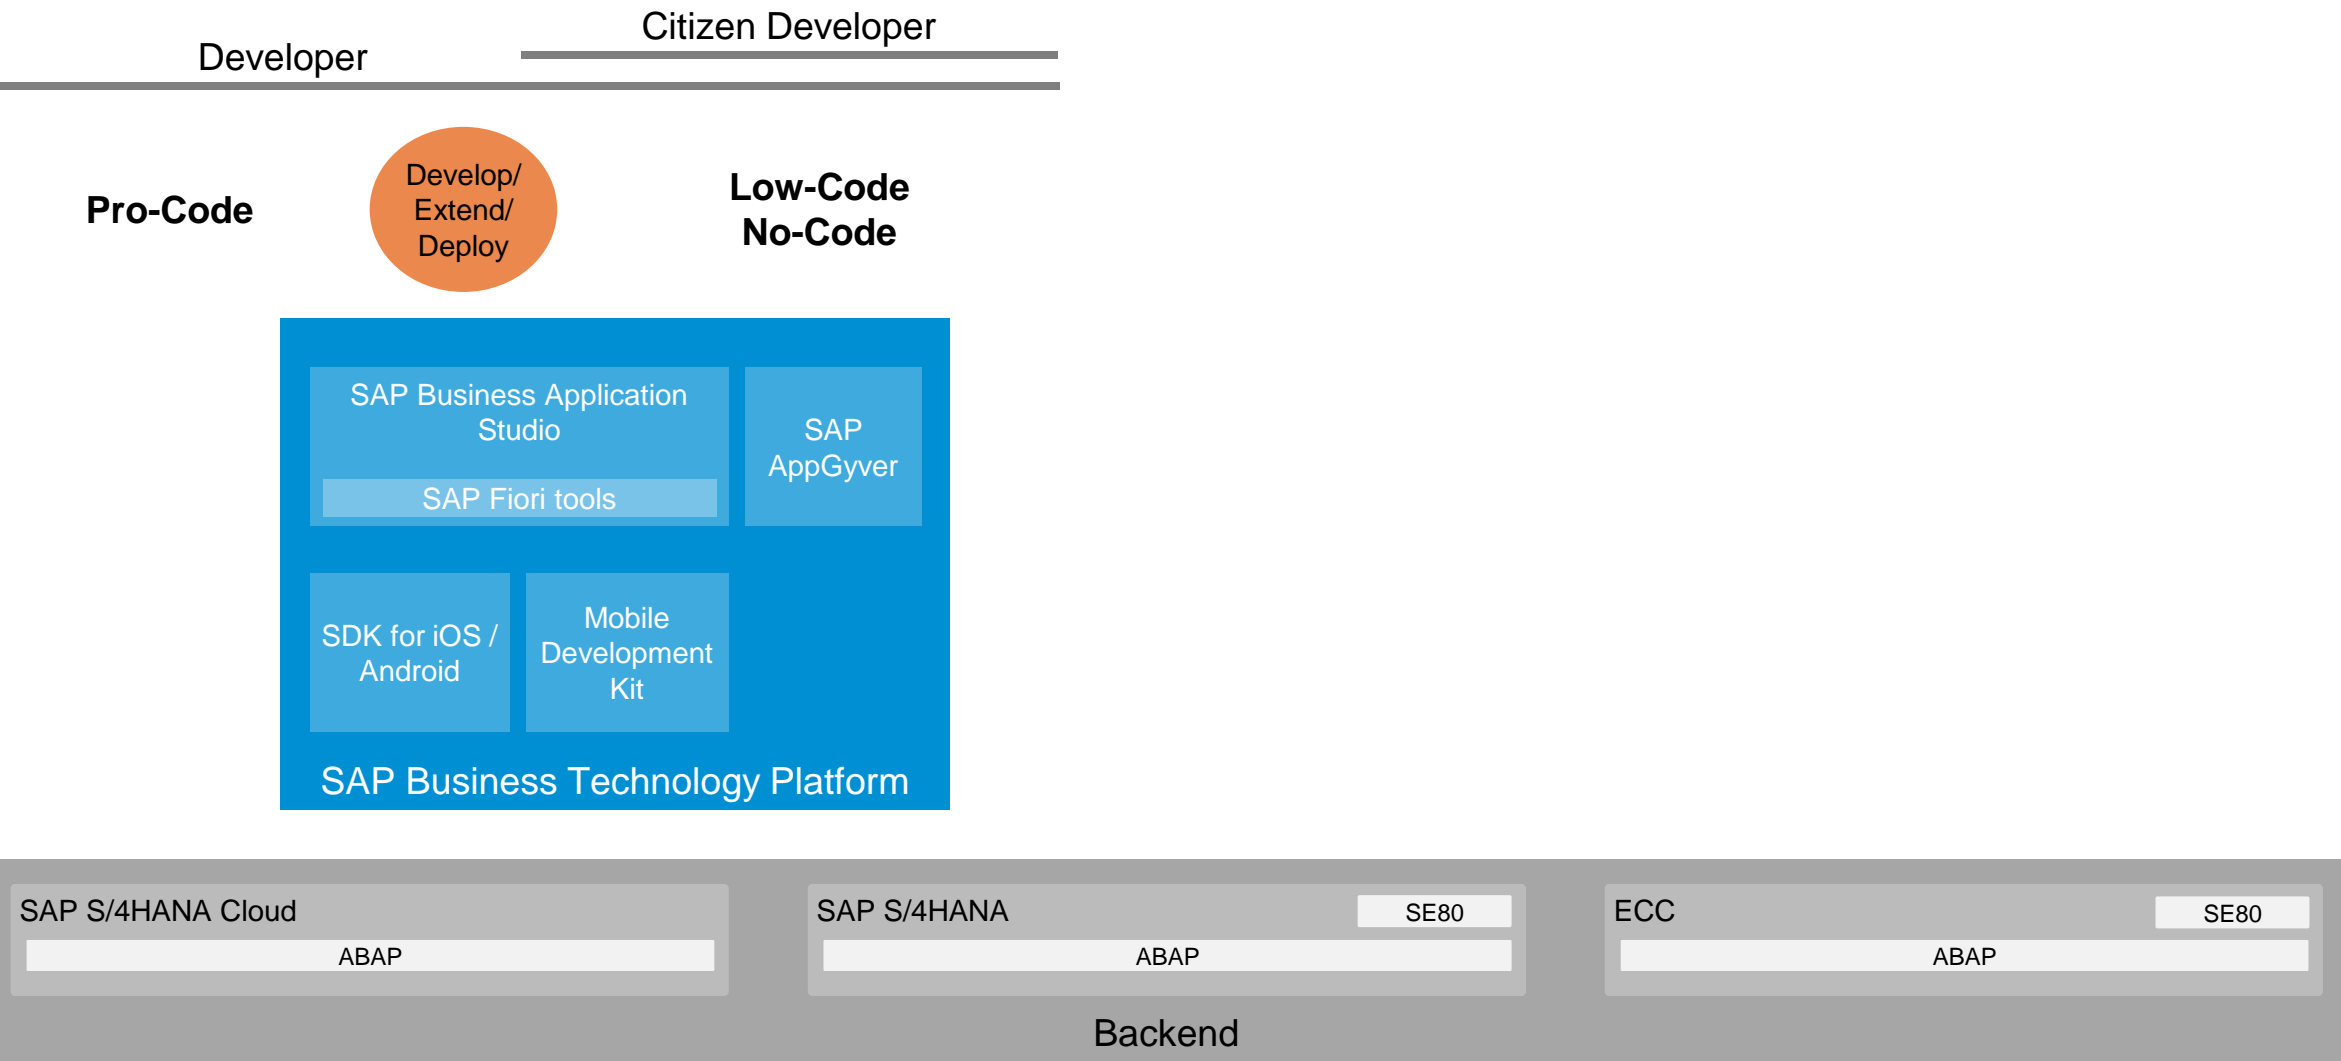 Citizen Developer
Developer
Pro-Code
Develop/
Extend/
Deploy
Low-Code
No-Code
SAP Business Application
Studio
SAP Fiori tools
SAP
AppGyver
SDK for iOS /
Android
Mobile
Development
Kit
SAP Business Technology Platform
SAP S/4HANA Cloud
ABAP
SAP S/4HANA
SE80
ABAP
ECC
SE80
ABAP
Backend